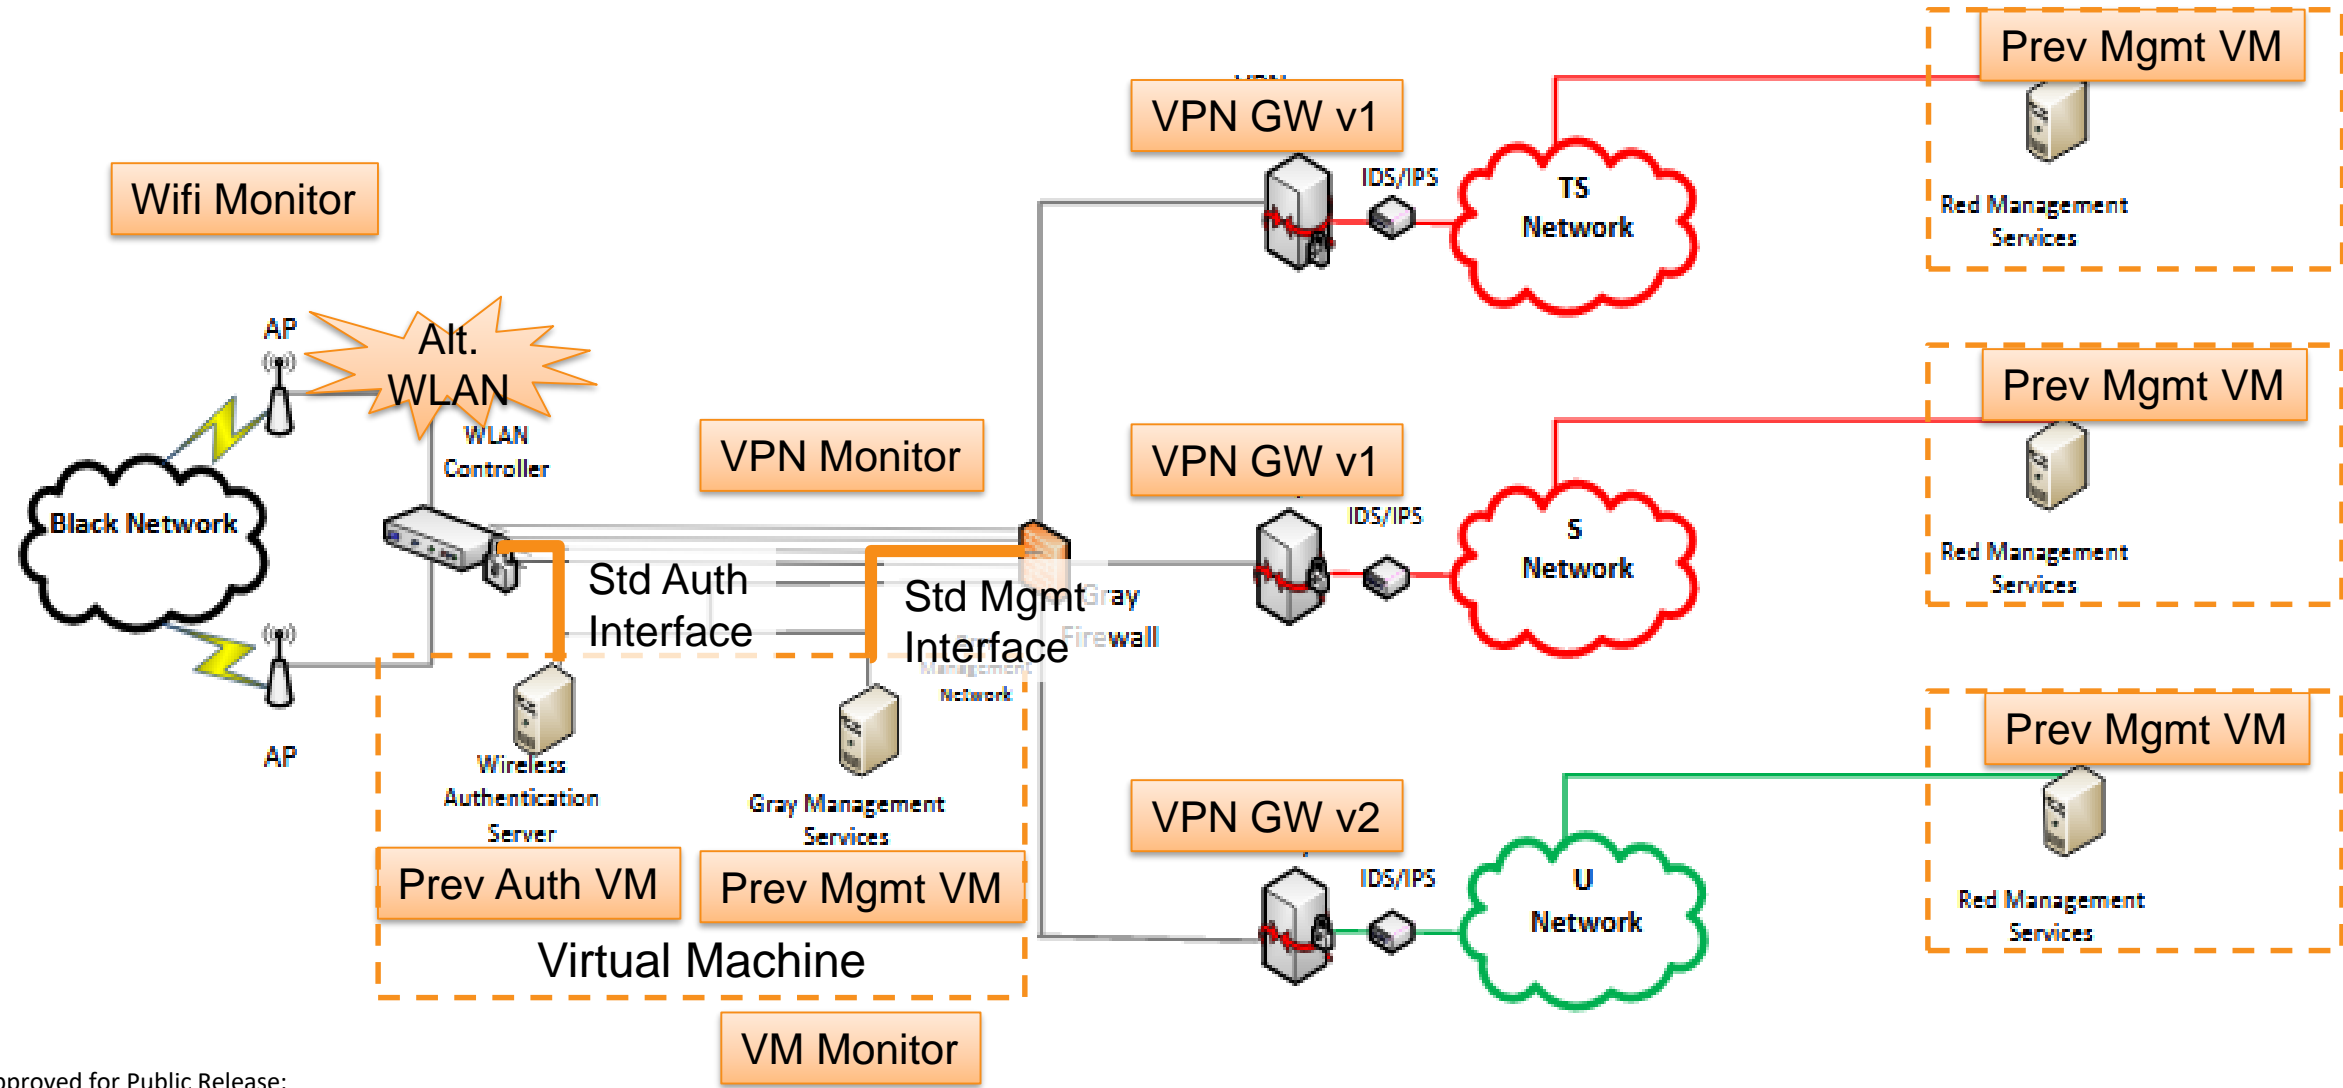 Prev Mgmt VM
VPN GW v1
Wifi Monitor
IDS/IPS
TS
Network
Red Management
Services
AP
Alt.
WLAN
WLAN
Controller
VPN Monitor
VPN GW v1
IDS/IPS
S
Network
Prev Mgmt VM
Red Management
Services
Black Network
Std Auth
Interface
Std Mgmt
Interface
Gray
Firewall
Management
Network
AP
Wireless
Authentication
Server
Gray Management
Services
Prev Auth VM
Prev Mgmt VM
Virtual Machine
VM Monitor
VPN GW v2
IDS/IPS
U
Network
Prev Mgmt VM
Red Management
Services
Approved for Public Release: